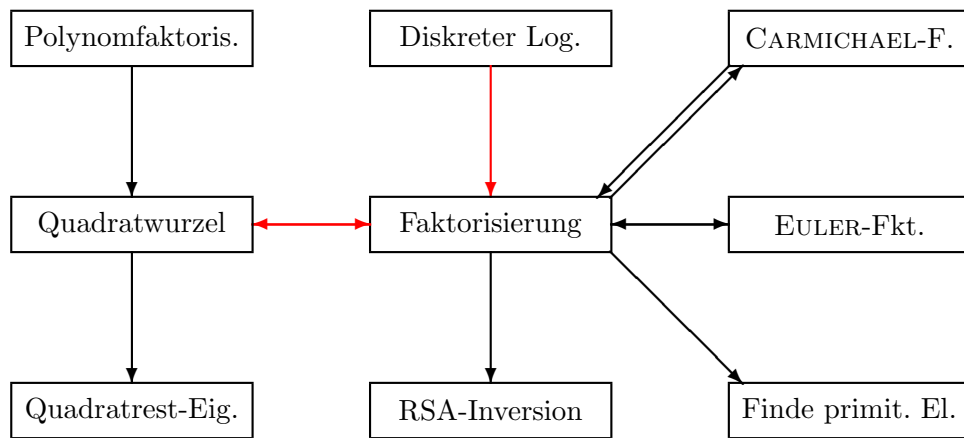 Polynomfaktoris.
Diskreter Log.
CARMICHAEL-F.
Quadratwurzel
Faktorisierung
EULER-Fkt.
Quadratrest-Eig.
RSA-Inversion
Finde primit. El.